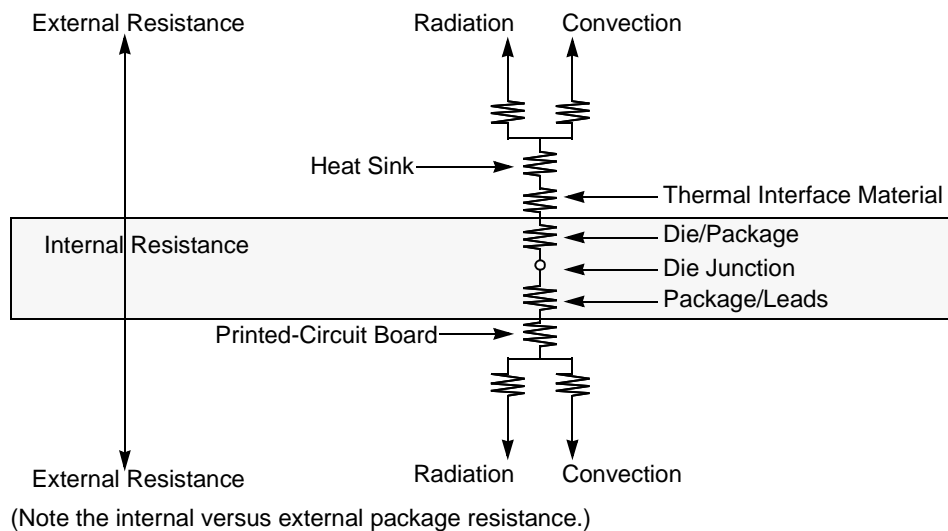 External Resistance
Radiation
Convection
Heat Sink
Thermal Interface Material
Internal Resistance
Die/Package
Die Junction
Package/Leads
Printed-Circuit Board
External Resistance
Radiation
Convection
(Note the internal versus external package resistance.)